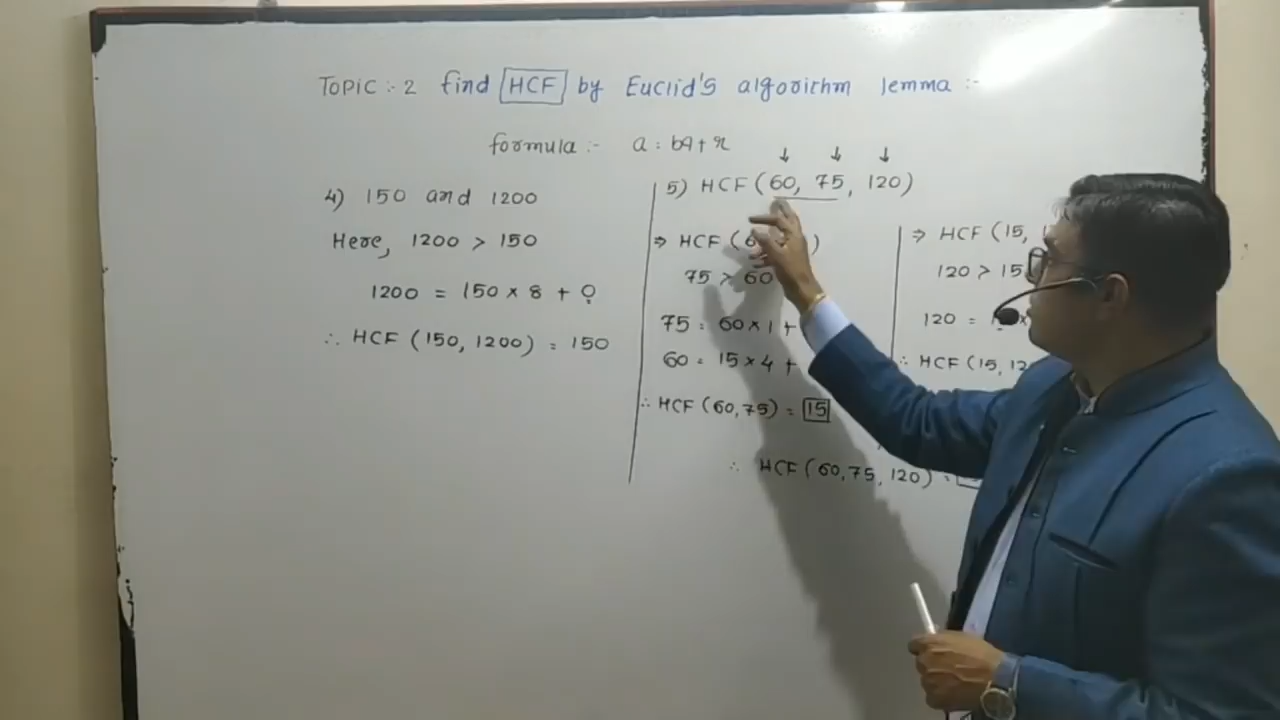 TOPIC :- 2 find HCF by Euclid's algorithm lemma :-
formula :- a = bq + r
4) 150 and 1200
Here, 1200 > 150
1200 = 150 × 8 + 0
∴ HCF (150, 1200) = 150
5) HCF (60, 75, 120)
⇒ HCF ( )
75 > 60
75 = 60 × 1 +
60 = 15 × 4 +
∴ HCF (60,75) = 15
⇒ HCF (15,
120 > 15
120 =
∴ HCF (15,
∴ HCF (60,75, 120) =